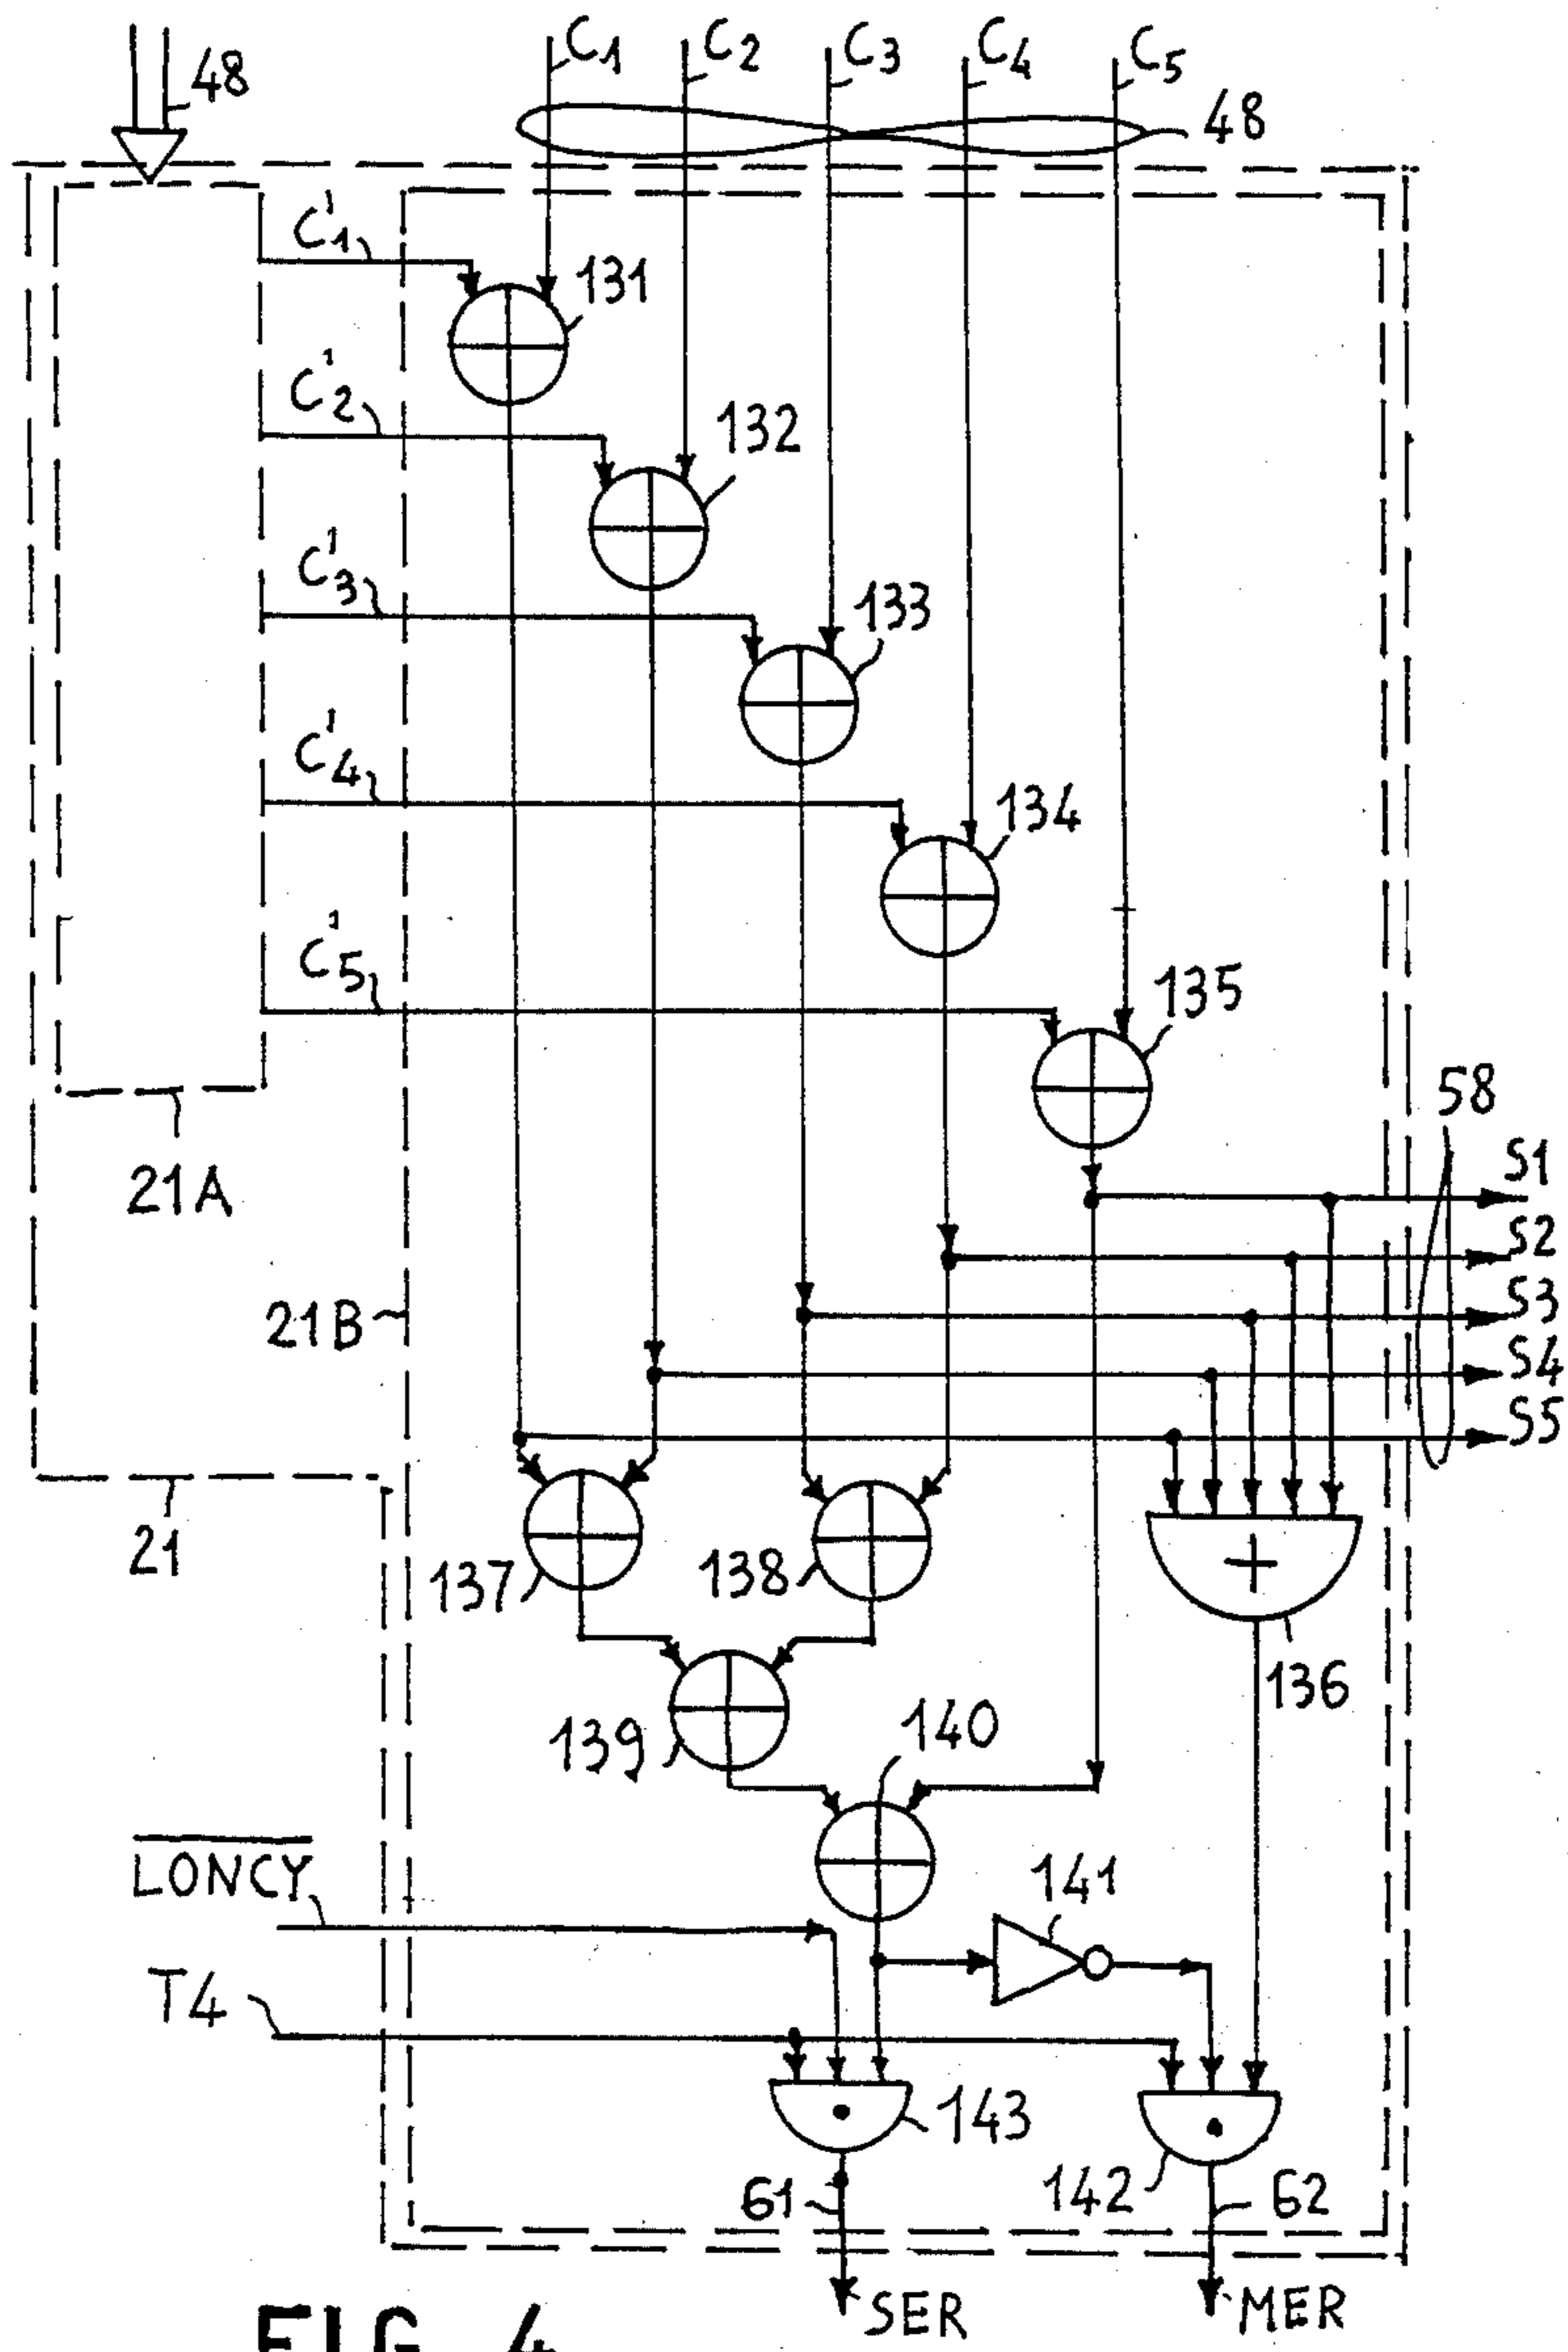 48
C1 C2 C3 C4 C5
48
C'1
131
C'2
132
C'3
133
C'4
134
C'5
135
58
21A
S1
S2
21B
S3
S4
S5
21
137
138
136
139
140
LONCY
141
T4
143
61
142
62
SER
MER
FIG. 4